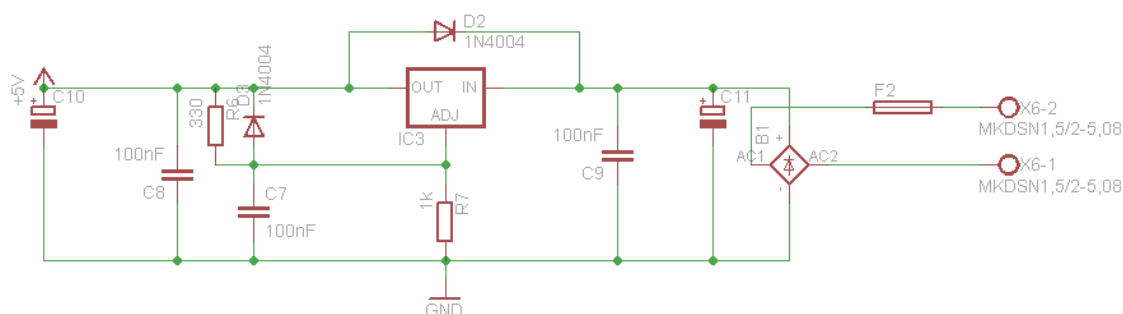 D2
1N4004
+5V
C10
330
R6
D3
1N4004
OUT IN
ADJ
IC3
C11
F2
X6-2
MKDSN1,5/2-5,08
100nF
C8
100nF
C9
B1
+
AC1
AC2
-
X6-1
MKDSN1,5/2-5,08
C7
100nF
1k
R7
GND